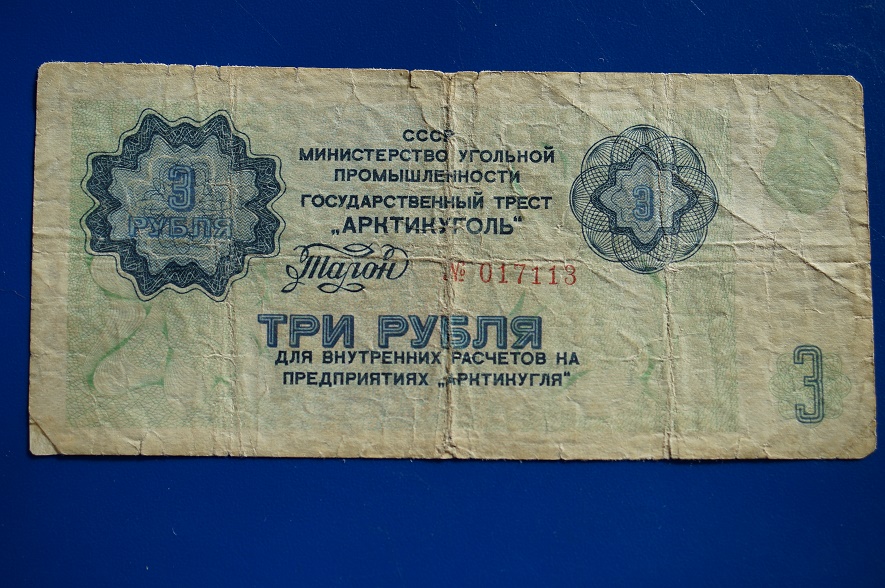 СССР
МИНИСТЕРСТВО УГОЛЬНОЙ
ПРОМЫШЛЕННОСТИ
ГОСУДАРСТВЕННЫЙ ТРЕСТ
„АРКТИКУГОЛЬ“
3
РУБЛЯ
3
Талон № 017113
ТРИ РУБЛЯ
ДЛЯ ВНУТРЕННИХ РАСЧЕТОВ НА
ПРЕДПРИЯТИЯХ „АРКТИКУГЛЯ“
3